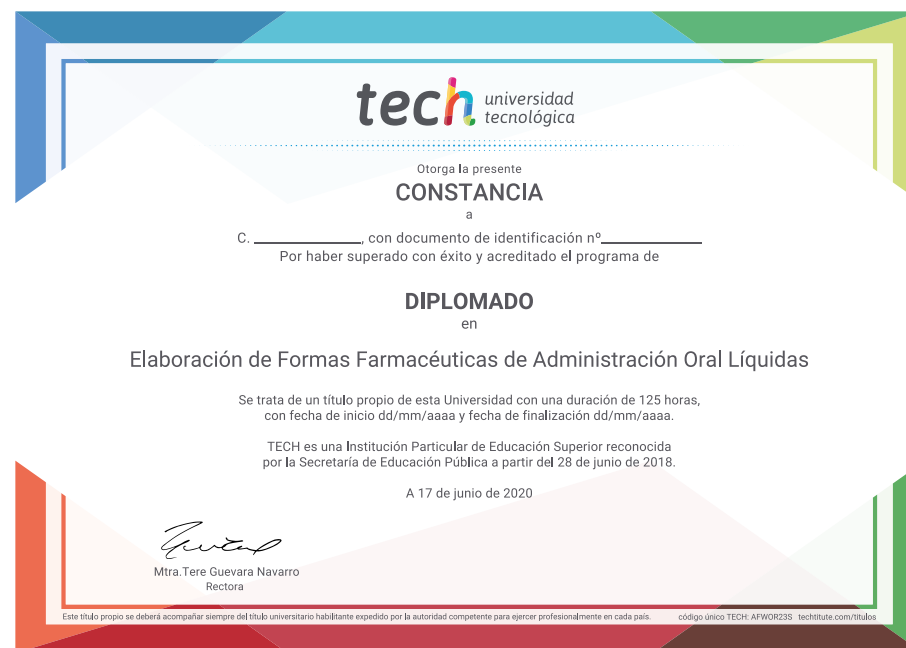 tech universidad
tecnológica
Otorga la presente
CONSTANCIA
a
C. ____________, con documento de identificación nº____________
Por haber superado con éxito y acreditado el programa de
DIPLOMADO
en
Elaboración de Formas Farmacéuticas de Administración Oral Líquidas
Se trata de un título propio de esta Universidad con una duración de 125 horas,
con fecha de inicio dd/mm/aaaa y fecha de finalización dd/mm/aaaa.
TECH es una Institución Particular de Educación Superior reconocida
por la Secretaría de Educación Pública a partir del 28 de junio de 2018.
A 17 de junio de 2020
Mtra.Tere Guevara Navarro
Rectora
Este título propio se deberá acompañar siempre del título universitario habilitante expedido por la autoridad competente para ejercer profesionalmente en cada país. código único TECH: AFWOR23S techtitute.com/titulos